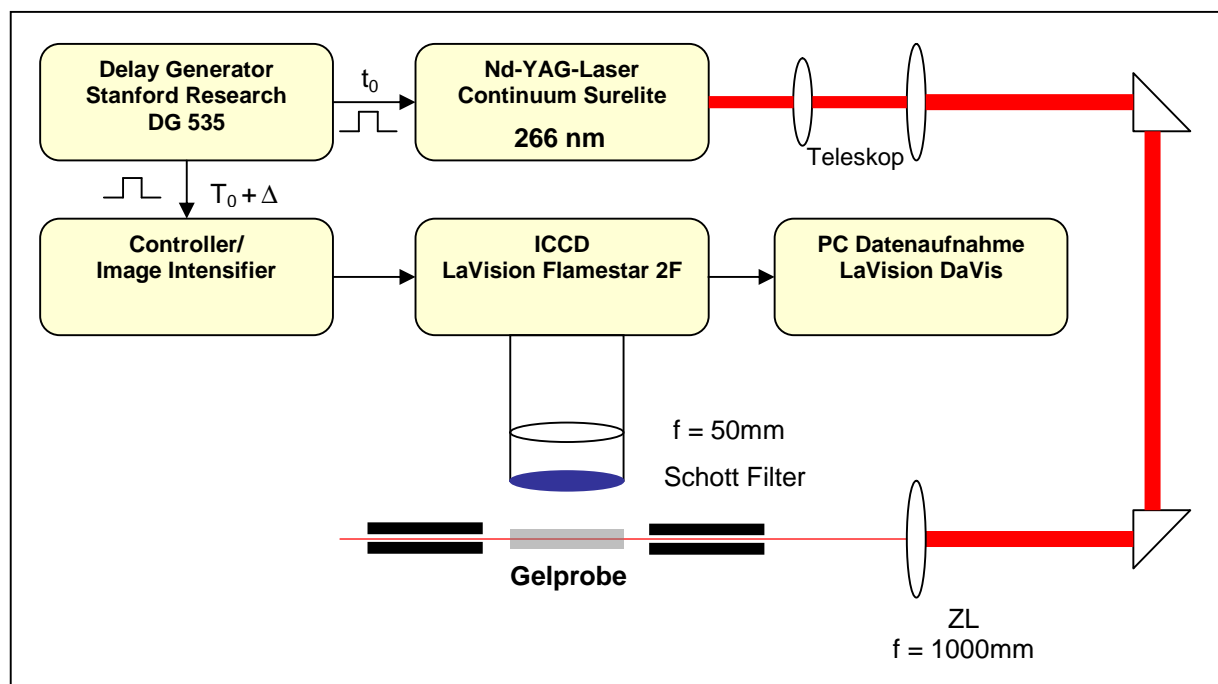 Delay Generator
Stanford Research
DG 535
t0
Nd-YAG-Laser
Continuum Surelite
266 nm
Teleskop
T0 + Δ
Controller/
Image Intensifier
ICCD
LaVision Flamestar 2F
PC Datenaufnahme
LaVision DaVis
f = 50mm
Schott Filter
Gelprobe
ZL
f = 1000mm